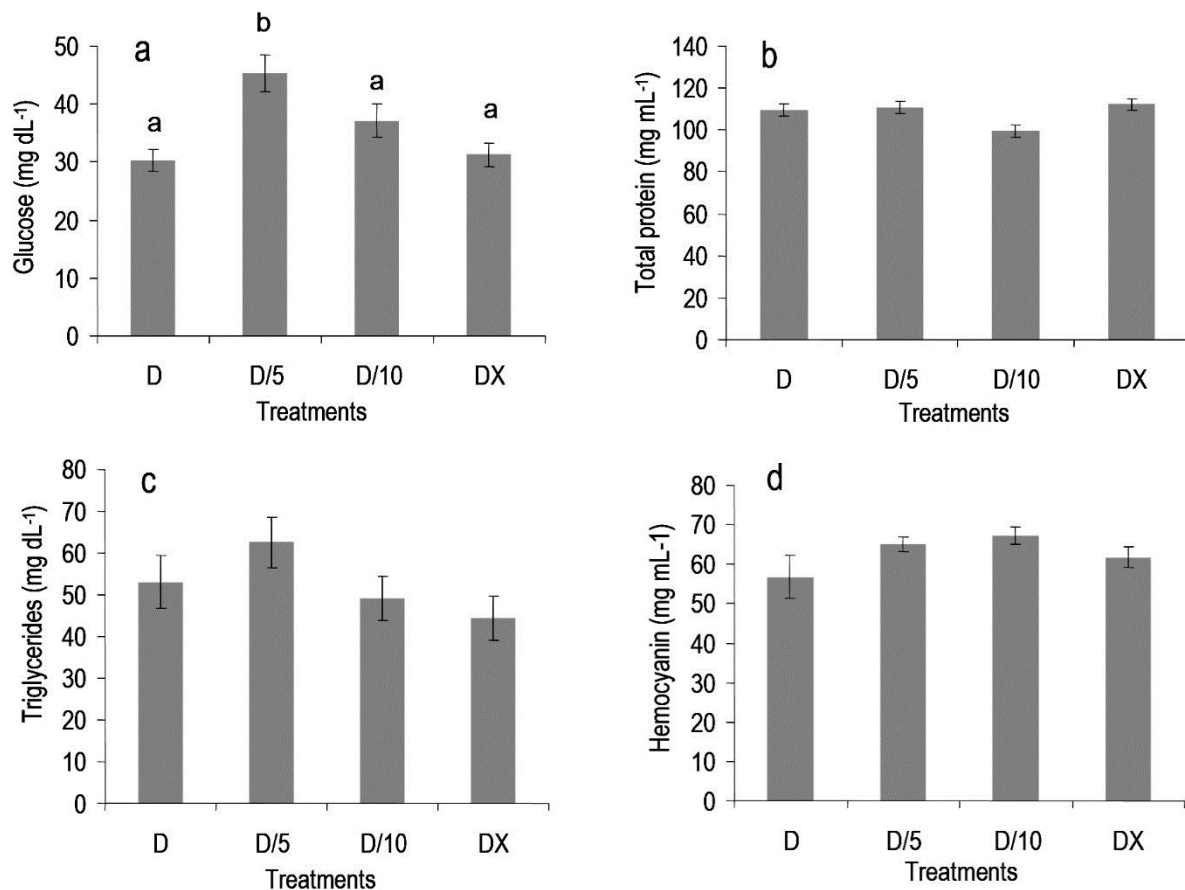 a
Glucose (mg dL⁻¹)
50
40
30
20
10
0
a
b
a
a
D
D/5
D/10
DX
Treatments
b
Total protein (mg mL⁻¹)
140
120
100
80
60
40
20
0
D
D/5
D/10
DX
Treatments
c
Triglycerides (mg dL⁻¹)
80
70
60
50
40
30
20
10
0
D
D/5
D/10
DX
Treatments
d
Hemocyanin (mg mL-1)
80
70
60
50
40
30
20
10
0
D
D/5
D/10
DX
Treatments